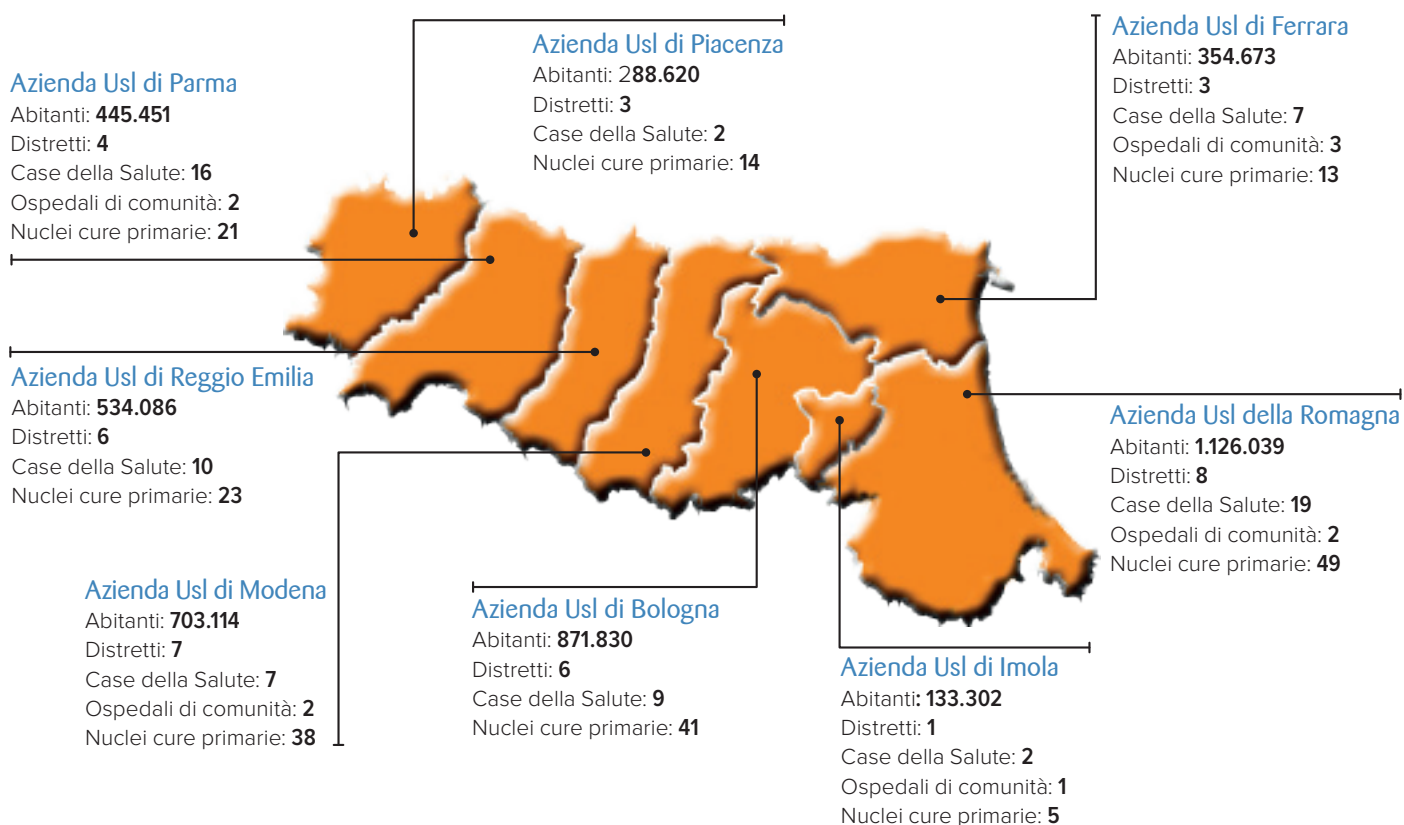 Azienda Usl di Parma
Abitanti: 445.451
Distretti: 4
Case della Salute: 16
Ospedali di comunità: 2
Nuclei cure primarie: 21
Azienda Usl di Piacenza
Abitanti: 288.620
Distretti: 3
Case della Salute: 2
Nuclei cure primarie: 14
Azienda Usl di Ferrara
Abitanti: 354.673
Distretti: 3
Case della Salute: 7
Ospedali di comunità: 3
Nuclei cure primarie: 13
Azienda Usl di Reggio Emilia
Abitanti: 534.086
Distretti: 6
Case della Salute: 10
Nuclei cure primarie: 23
Azienda Usl della Romagna
Abitanti: 1.126.039
Distretti: 8
Case della Salute: 19
Ospedali di comunità: 2
Nuclei cure primarie: 49
Azienda Usl di Modena
Abitanti: 703.114
Distretti: 7
Case della Salute: 7
Ospedali di comunità: 2
Nuclei cure primarie: 38
Azienda Usl di Bologna
Abitanti: 871.830
Distretti: 6
Case della Salute: 9
Nuclei cure primarie: 41
Azienda Usl di Imola
Abitanti: 133.302
Distretti: 1
Case della Salute: 2
Ospedali di comunità: 1
Nuclei cure primarie: 5